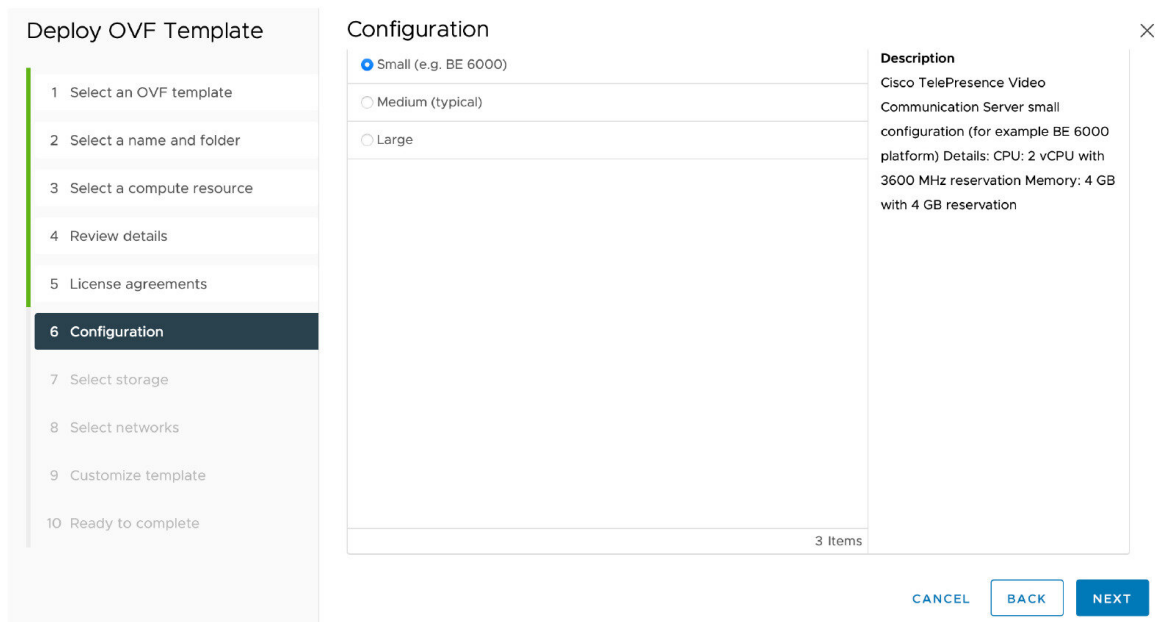 Deploy OVF Template
1 Select an OVF template
2 Select a name and folder
3 Select a compute resource
4 Review details
5 License agreements
6 Configuration
7 Select storage
8 Select networks
9 Customize template
10 Ready to complete
Configuration
Small (e.g. BE 6000)
Medium (typical)
Large
3 Items
Description
Cisco TelePresence Video
Communication Server small
configuration (for example BE 6000
platform) Details: CPU: 2 vCPU with
3600 MHz reservation Memory: 4 GB
with 4 GB reservation
CANCEL
BACK
NEXT